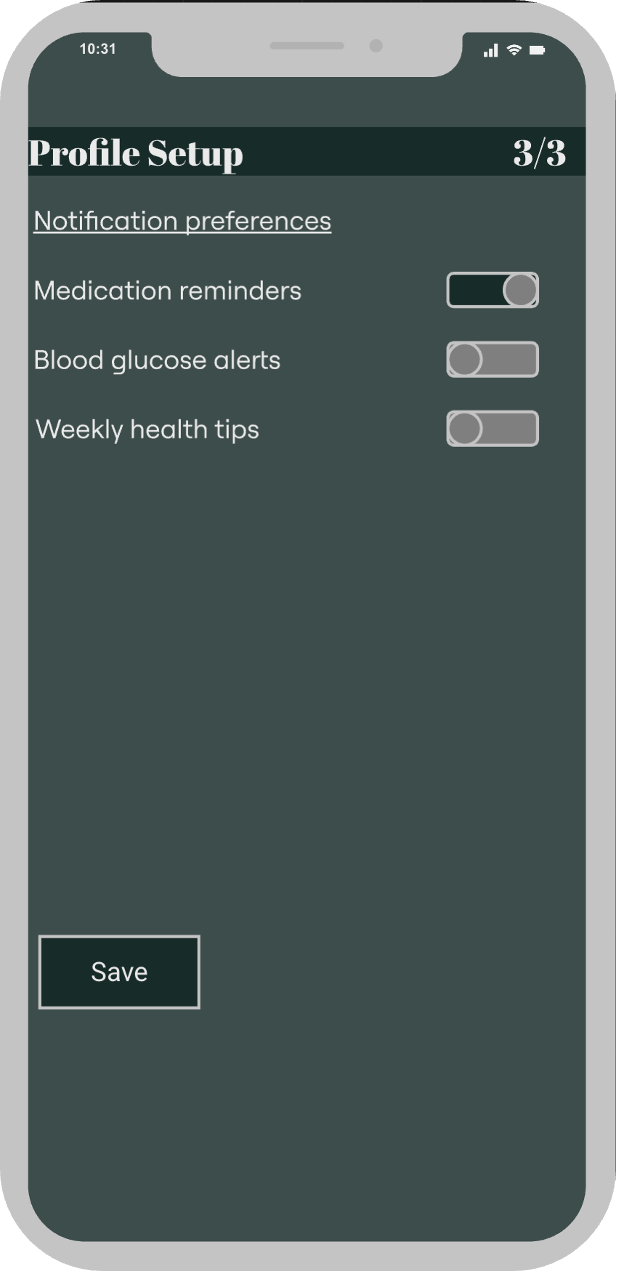 10:31
Profile Setup 3/3
Notification preferences
Medication reminders
Blood glucose alerts
Weekly health tips
Save